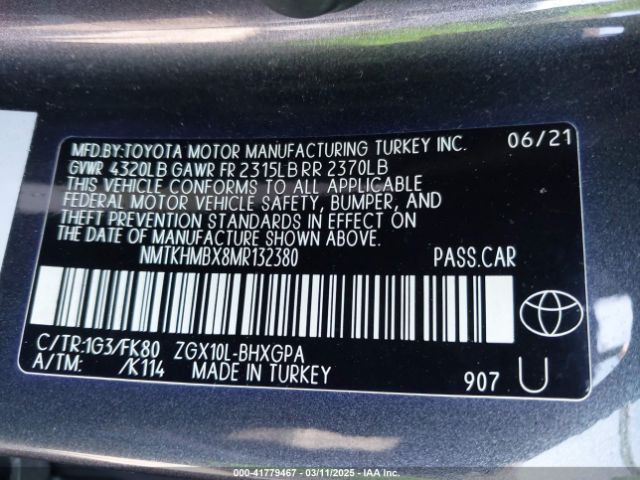 MFD.BY:TOYOTA MOTOR MANUFACTURING TURKEY INC. 06/21
GVWR 4320LB GAWR FR 2315LB RR 2370LB
THIS VEHICLE CONFORMS TO ALL APPLICABLE
FEDERAL MOTOR VEHICLE SAFETY, BUMPER, AND
THEFT PREVENTION STANDARDS IN EFFECT ON
THE DATE OF MANUFACTURE SHOWN ABOVE.
NMTKHMBX8MR132380 PASS.CAR
C/TR:1G3/FK80 ZGX10L-BHXGPA
A/TM: /K114 MADE IN TURKEY
907 U
© COPY - 41779467 - 03/11/2025 - IAA Inc.